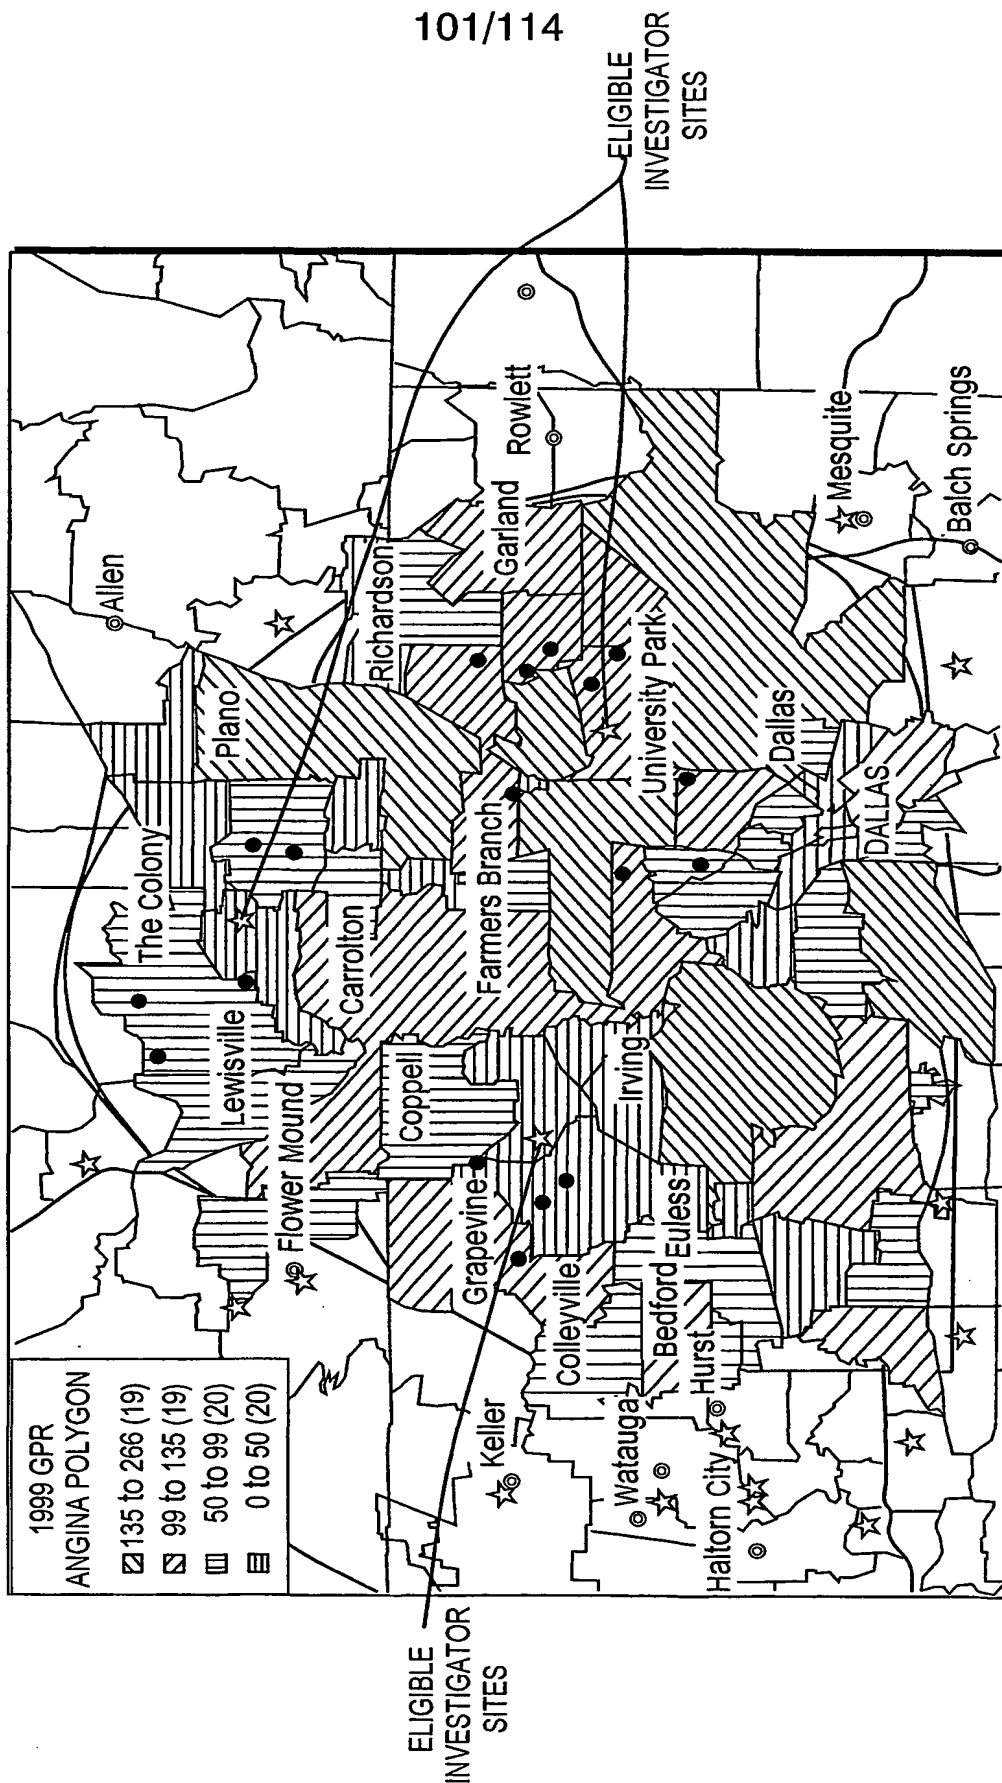 101/114
1999 GPR
ANGINA POLYGON
135 to 266 (19)
99 to 135 (19)
50 to 99 (20)
0 to 50 (20)
ELIGIBLE
INVESTIGATOR
SITES
ELIGIBLE
INVESTIGATOR
SITES
Allen
The Colony
Plano
Lewisville
Flower Mound
Carrolton
Richardson
Coppell
Grapevine
Farmers Branch
Garland
Rowlett
Keller
Colleyville
Irving
University Park
Watauga
Bedford
Euless
Hurst
Haltorn City
Dallas
Mesquite
DALLAS
Balch Springs